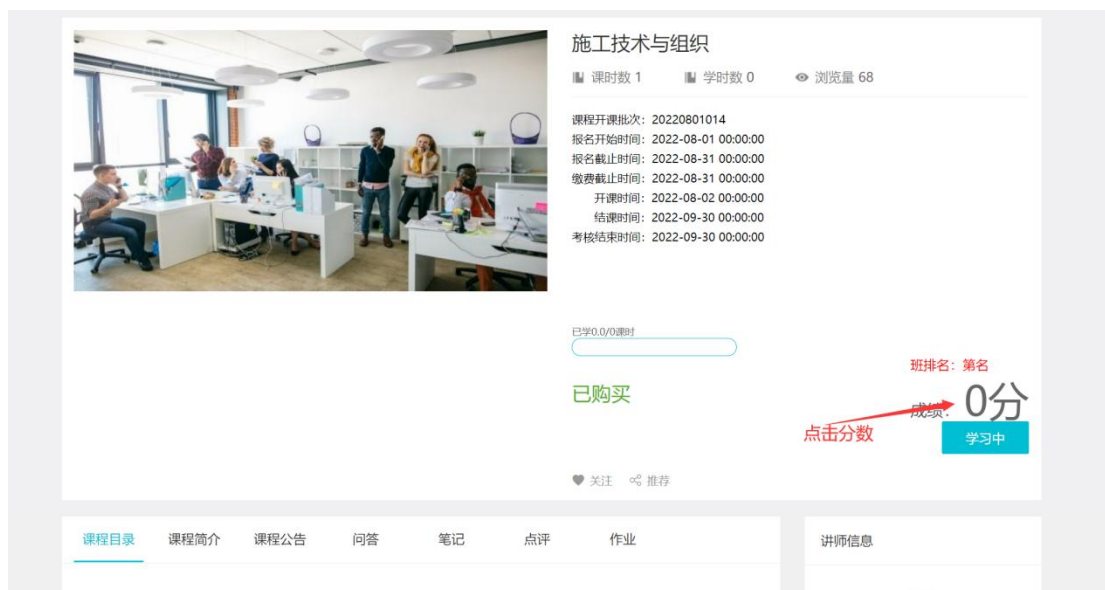 施工技术与组织
课时数 1 学时数 0 浏览量 68
课程开课批次：20220801014
报名开始时间：2022-08-01 00:00:00
报名截止时间：2022-08-31 00:00:00
缴费截止时间：2022-08-31 00:00:00
开课时间：2022-08-02 00:00:00
结课时间：2022-09-30 00:00:00
考核结束时间：2022-09-30 00:00:00
已学0.0/0课时
班排名：第名
已购买
成绩：0分
点击分数
学习中
关注 推荐
课程目录 课程简介 课程公告 问答 笔记 点评 作业
讲师信息